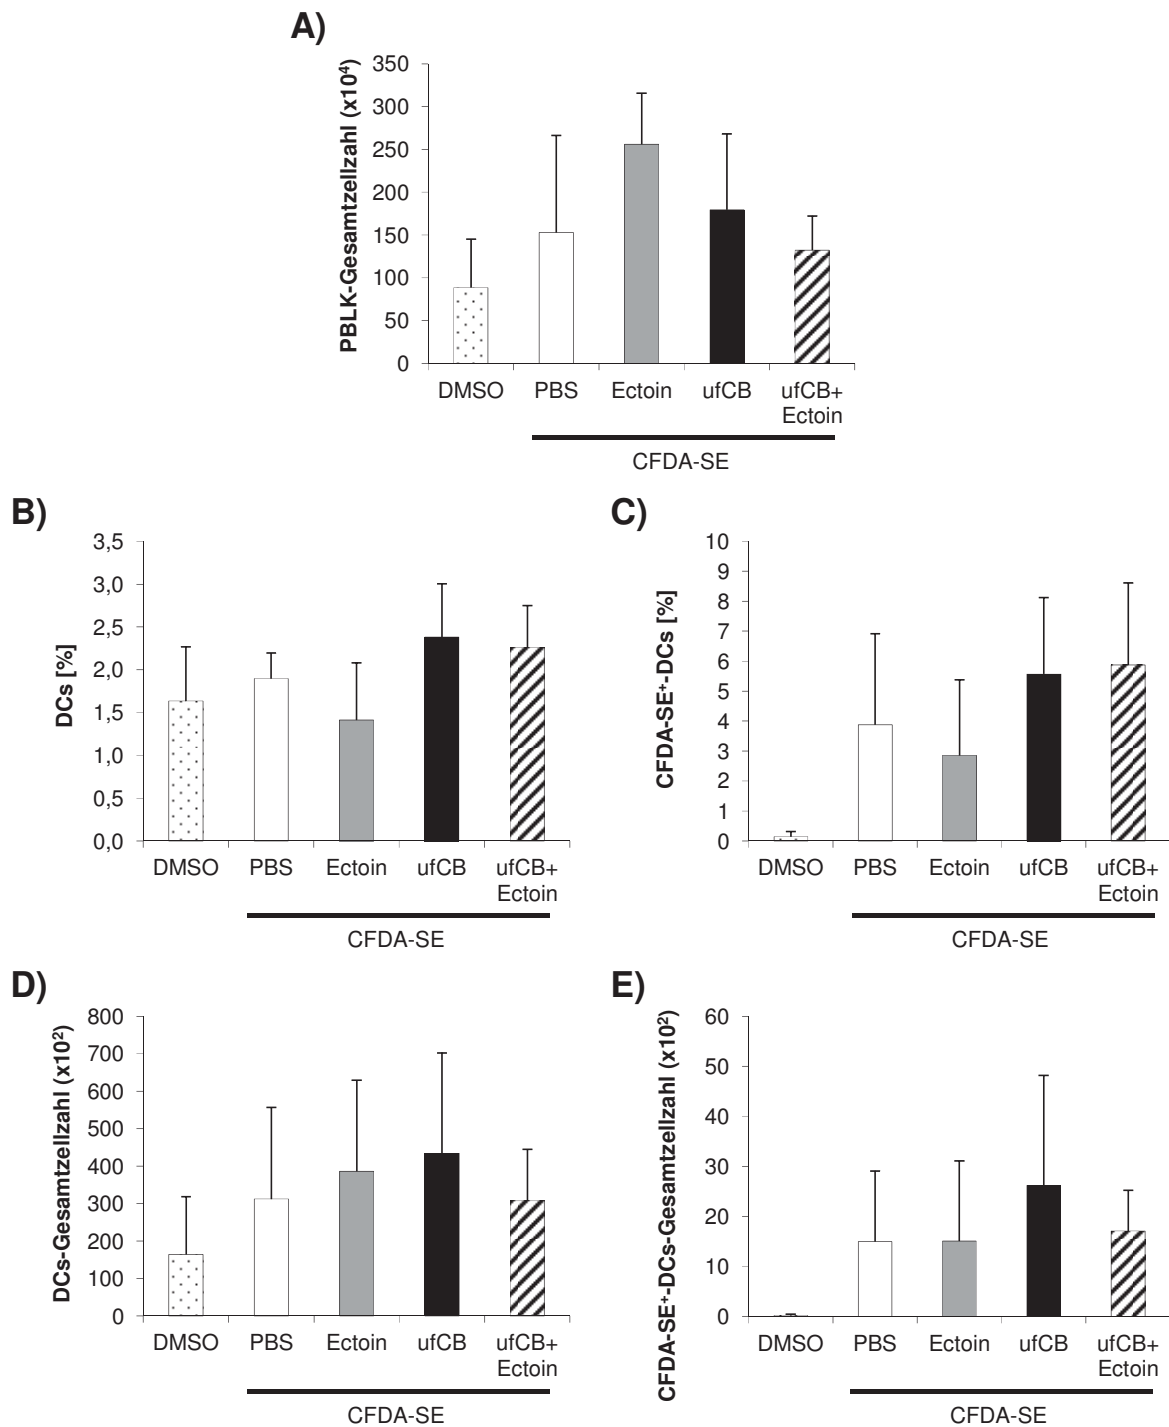 A)
PBLK-Gesamtzellzahl (x10⁴)
350
300
250
200
150
100
50
0
DMSO PBS Ectoin ufCB ufCB+
Ectoin
CFDA-SE
B)
DCs [%]
3,5
3,0
2,5
2,0
1,5
1,0
0,5
0,0
DMSO PBS Ectoin ufCB ufCB+
Ectoin
CFDA-SE
C)
CFDA-SE⁺-DCs [%]
10
9
8
7
6
5
4
3
2
1
0
DMSO PBS Ectoin ufCB ufCB+
Ectoin
CFDA-SE
D)
DCs-Gesamtzellzahl (x10²)
800
700
600
500
400
300
200
100
0
DMSO PBS Ectoin ufCB ufCB+
Ectoin
CFDA-SE
E)
CFDA-SE⁺-DCs-Gesamtzellzahl (x10²)
60
50
40
30
20
10
0
DMSO PBS Ectoin ufCB ufCB+
Ectoin
CFDA-SE